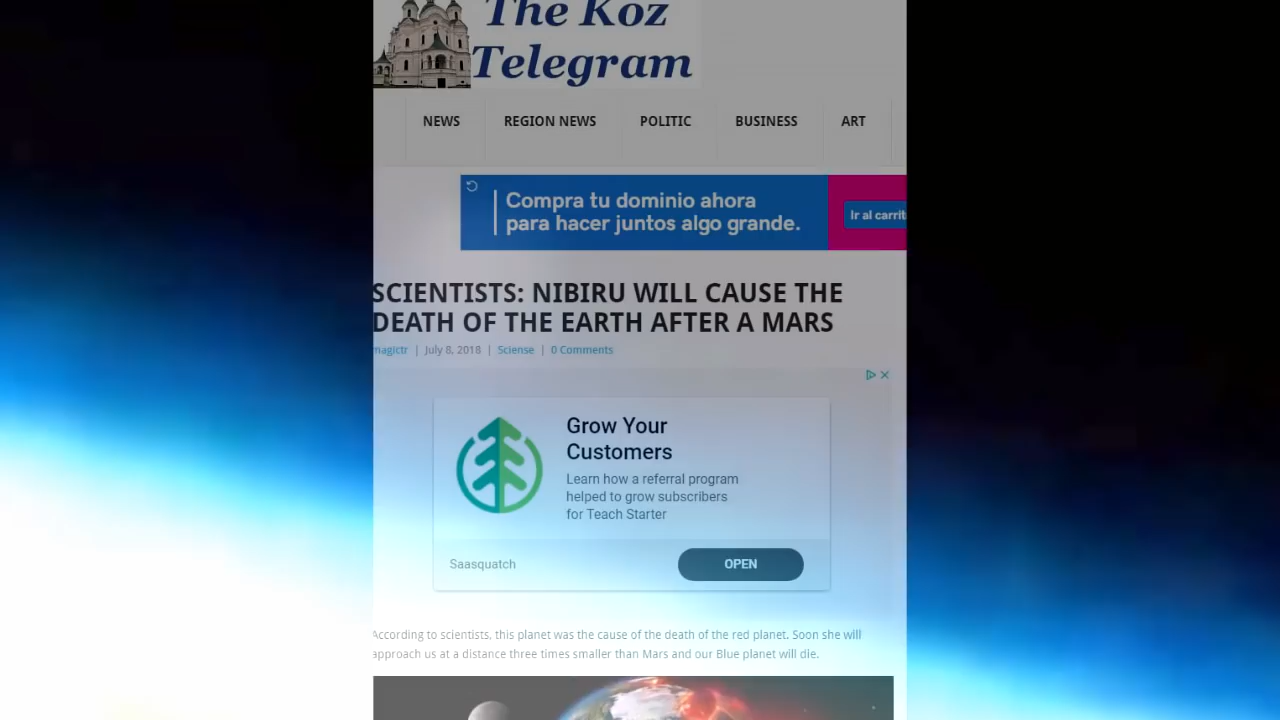 The Koz
Telegram
NEWS REGION NEWS POLITIC BUSINESS ART
Compra tu dominio ahora
para hacer juntos algo grande.
Ir al carrit
SCIENTISTS: NIBIRU WILL CAUSE THE
DEATH OF THE EARTH AFTER A MARS
magictr | July 8, 2018 | Sciense | 0 Comments
Grow Your
Customers
Learn how a referral program
helped to grow subscribers
for Teach Starter
Saasquatch
OPEN
According to scientists, this planet was the cause of the death of the red planet. Soon she will
approach us at a distance three times smaller than Mars and our Blue planet will die.